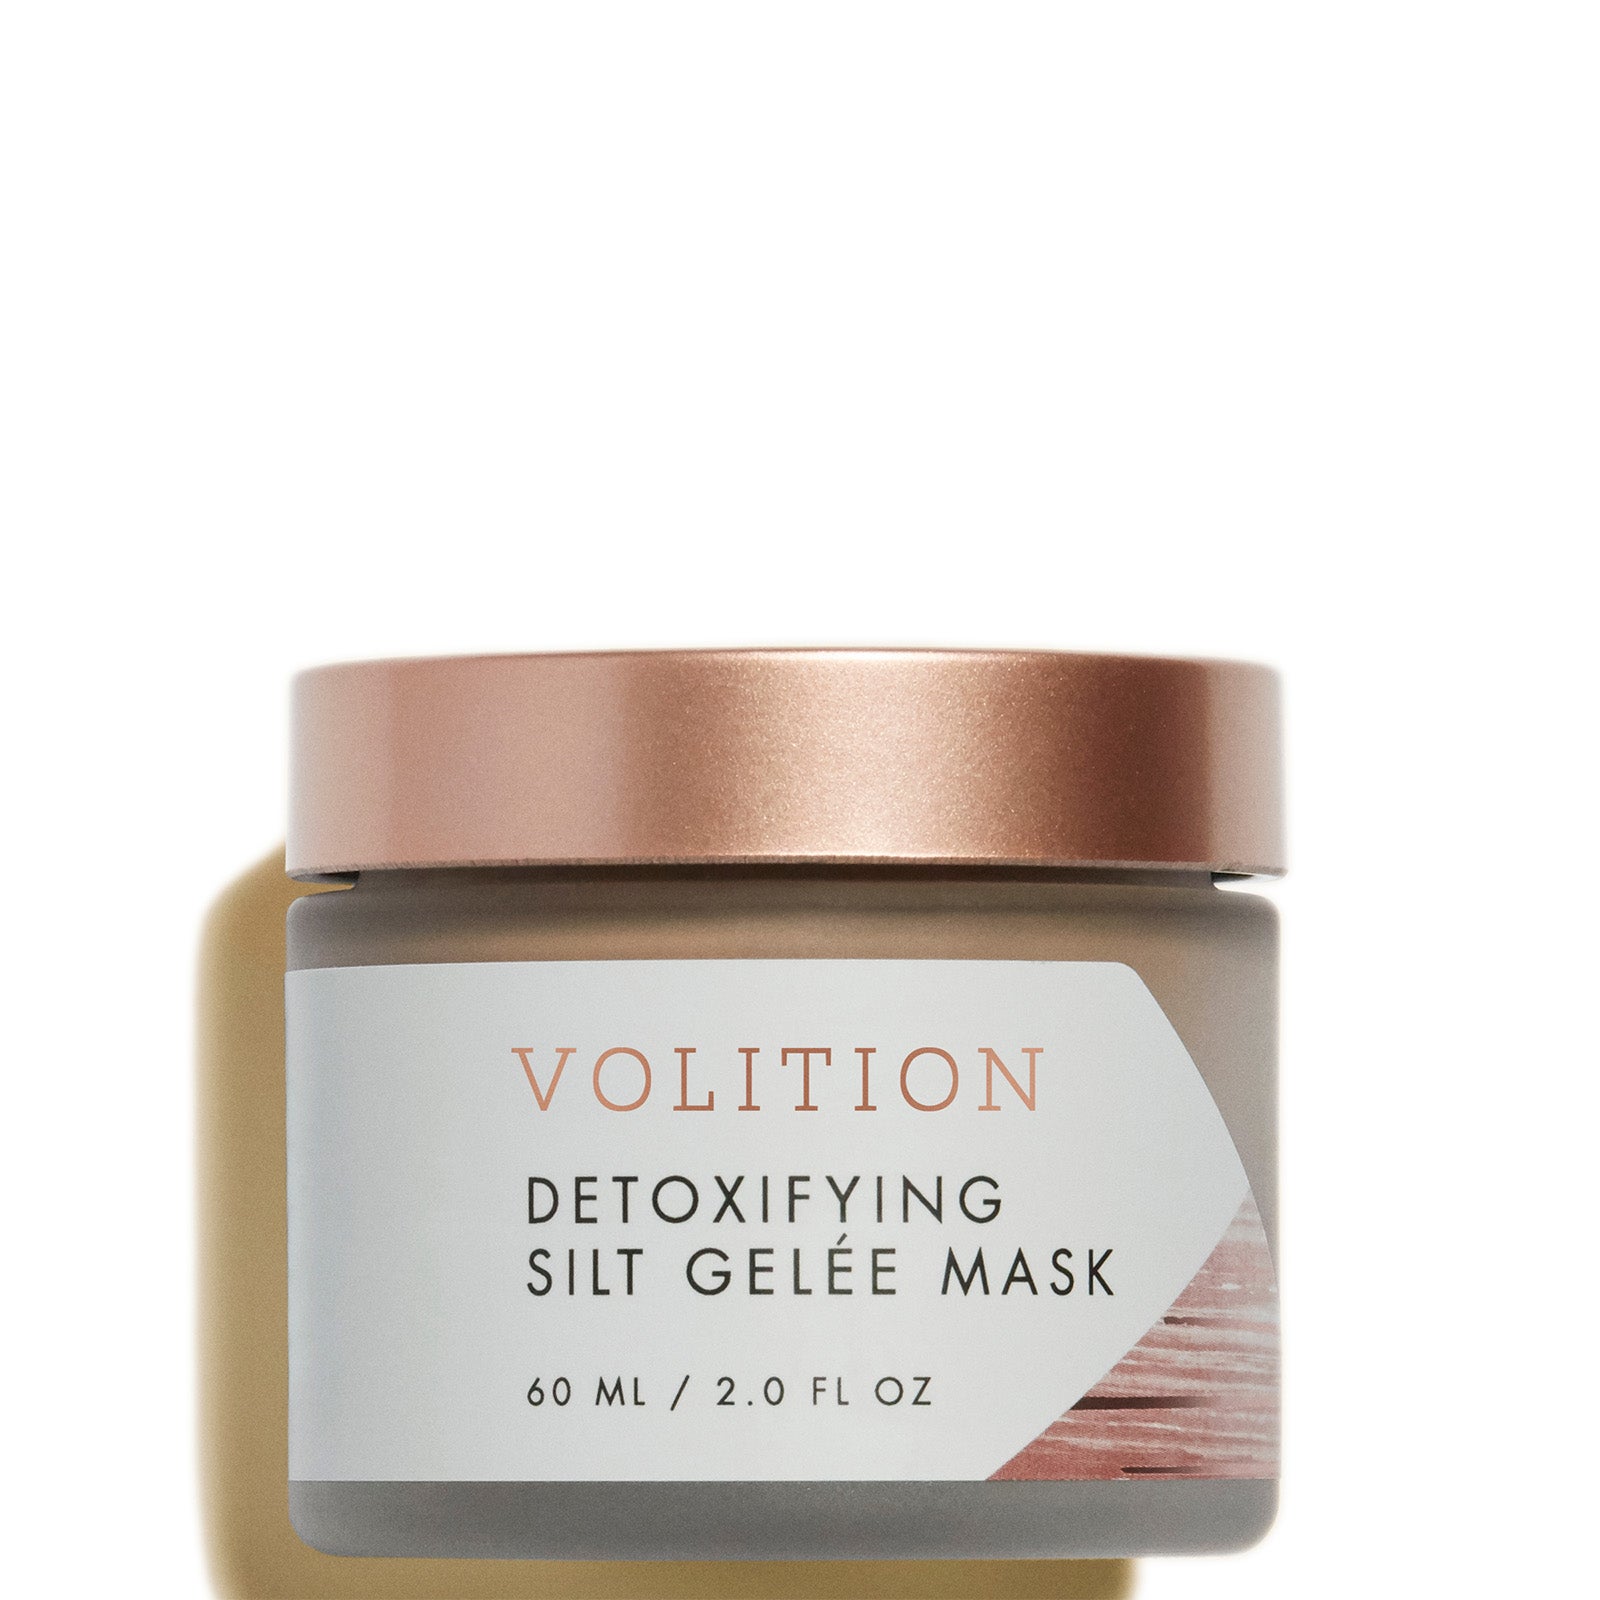 VOLITION
DETOXIFYING
SILT GELÉE MASK
60 ML / 2.0 FL OZ